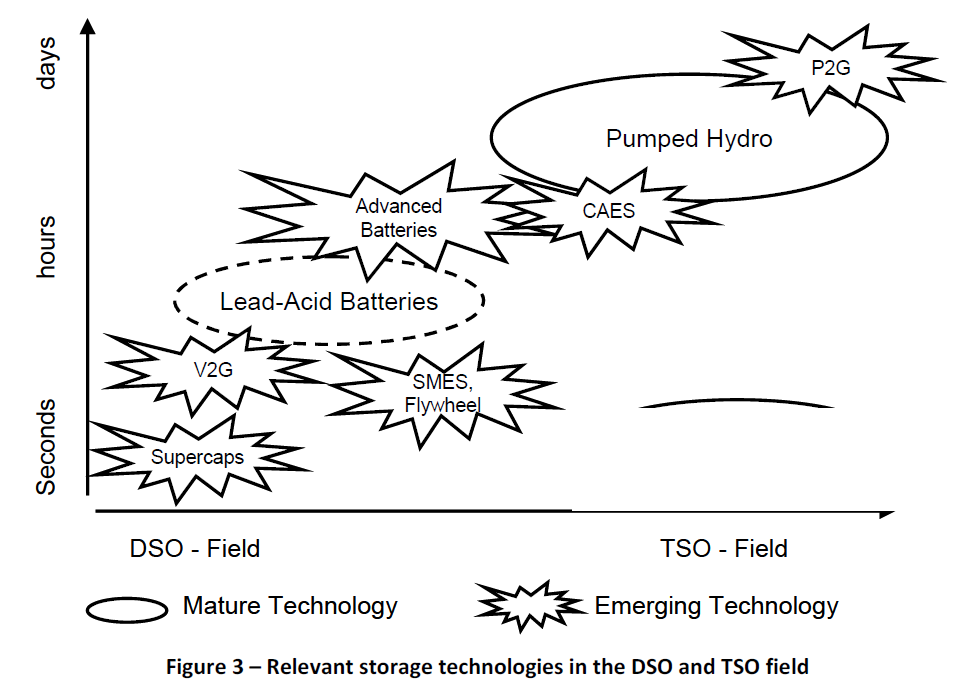 days
hours
Seconds
P2G
Pumped Hydro
Advanced
Batteries
CAES
Lead-Acid Batteries
V2G
SMES,
Flywheel
Supercaps
DSO - Field
TSO - Field
Mature Technology
Emerging Technology
Figure 3 – Relevant storage technologies in the DSO and TSO field